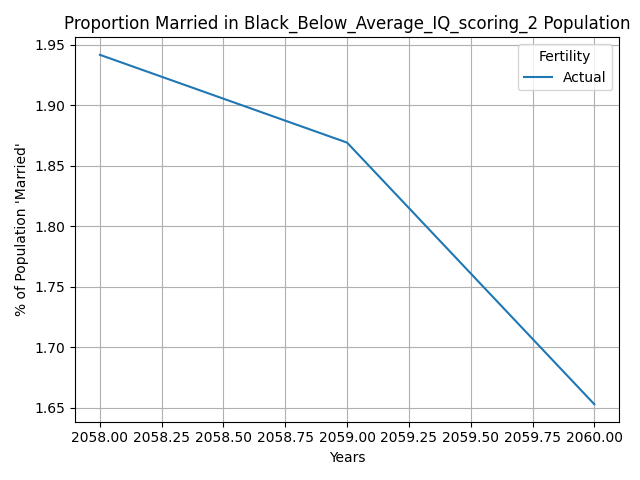 Proportion Married in Black_Below_Average_IQ_scoring_2 Population
Fertility
Actual
% of Population 'Married'
1.95
1.90
1.85
1.80
1.75
1.70
1.65
2058.00 2058.25 2058.50 2058.75 2059.00 2059.25 2059.50 2059.75 2060.00
Years